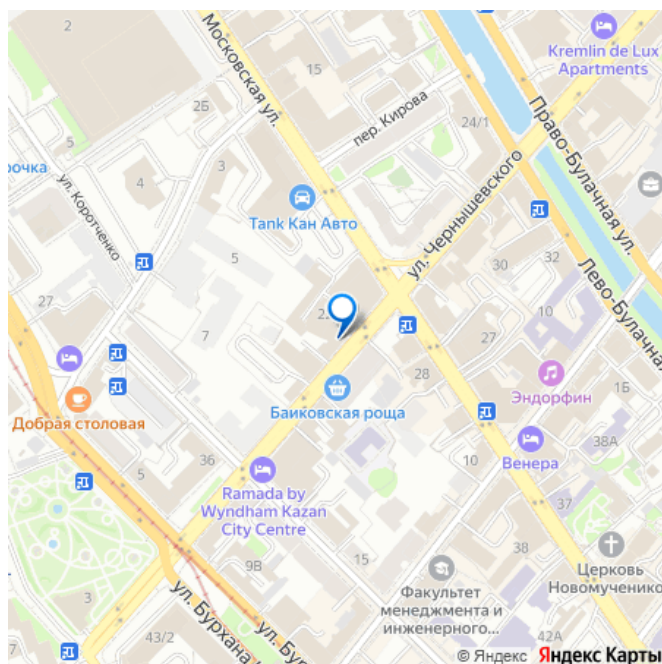 2
Московская ул.
15
Kremlin de Lux
Apartments
2Б
пер. Кирова
24/1
Право-Булачная ул.
5
рочка
4
3
ул. Коротченко
Tank Кан Авто
ул. Чернышевского
5
30
32
Лево-Булачная
27
7
27
28
Эндорфин
1Б
Добрая столовая
Баиковская роща
10
38А
Венера
36
5
Ramada by
Wyndham Kazan
City Centre
10
37
38
15
9В
Церковь
Новомученико
Факультет
менеджмента и
инженерного...
3
43/2
ул. Бурхана
ул. Бу
42А
© Яндекс Яндекс Карты